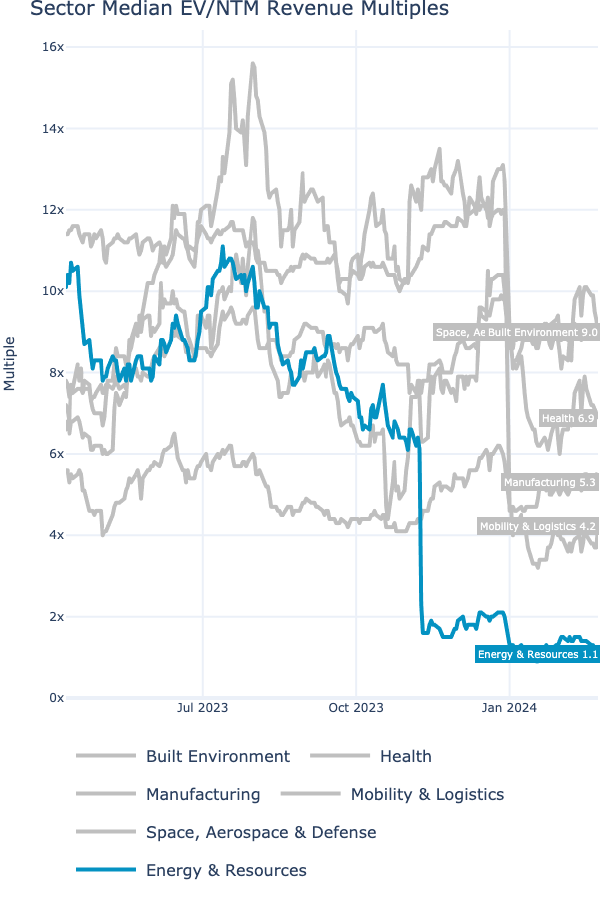 Sector Median EV/NTM Revenue Multiples
16x
14x
12x
10x
8x
6x
4x
2x
0x
Multiple
Space, Ae
Built Environment 9.0
Health 6.9
Manufacturing 5.3
Mobility & Logistics 4.2
Energy & Resources 1.1
Jul 2023
Oct 2023
Jan 2024
Built Environment
Health
Manufacturing
Mobility & Logistics
Space, Aerospace & Defense
Energy & Resources